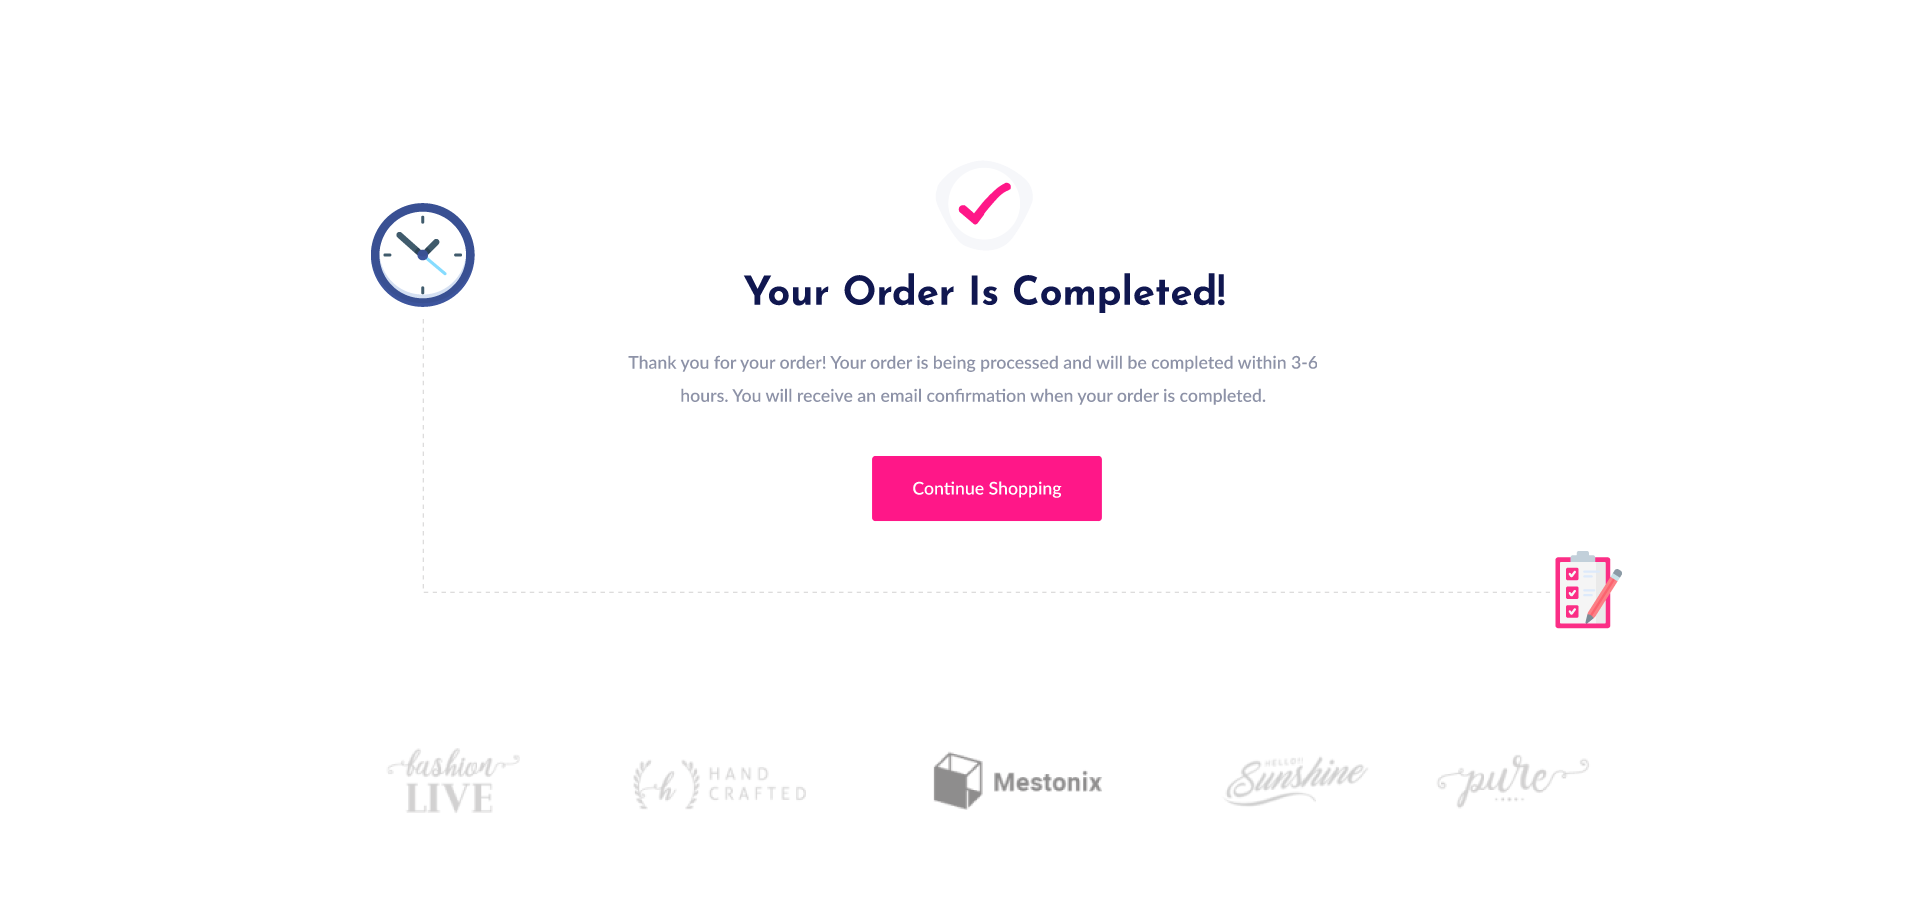 Your Order Is Completed!
Thank you for your order! Your order is being processed and will be completed within 3-6
hours. You will receive an email confirmation when your order is completed.
Continue Shopping
fashion
LIVE
h
HAND
CRAFTED
Mestonix
HELLO!!
Sunshine
pure